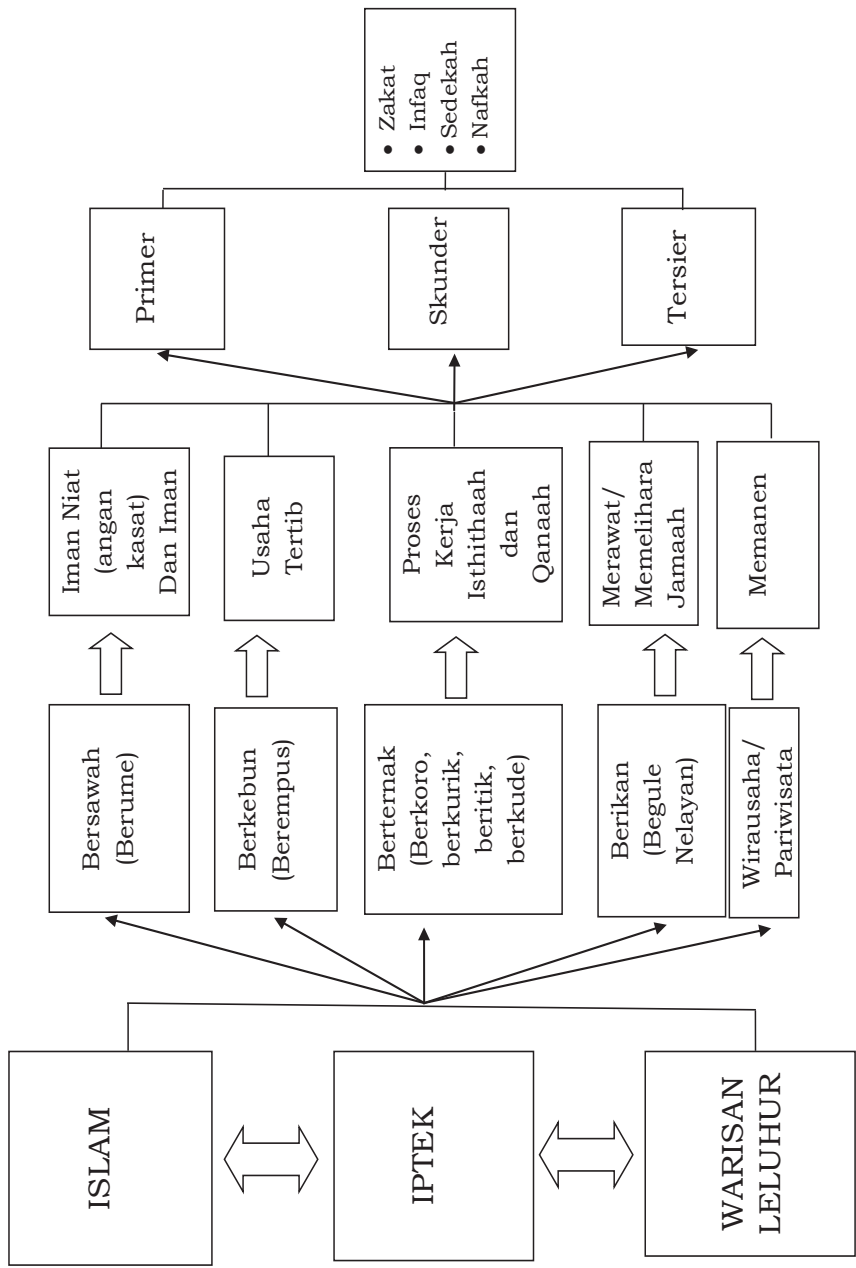 ISLAM
IPTEK
WARISAN
LELUHUR
Bersawah
(Berume)
Berkebun
(Berempus)
Berternak
(Berkoro,
berkurik,
beritik,
berkude)
Berikan
(Begule
Nelayan)
Wirausaha/
Pariwisata
Iman Niat
(angan
kasat)
Dan Iman
Usaha
Tertib
Proses
Kerja
Isthithaah
dan
Qanaah
Merawat/
Memelihara
Jamaah
Memanen
Primer
Skunder
Tersier
• Zakat
• Infaq
• Sedekah
• Nafkah